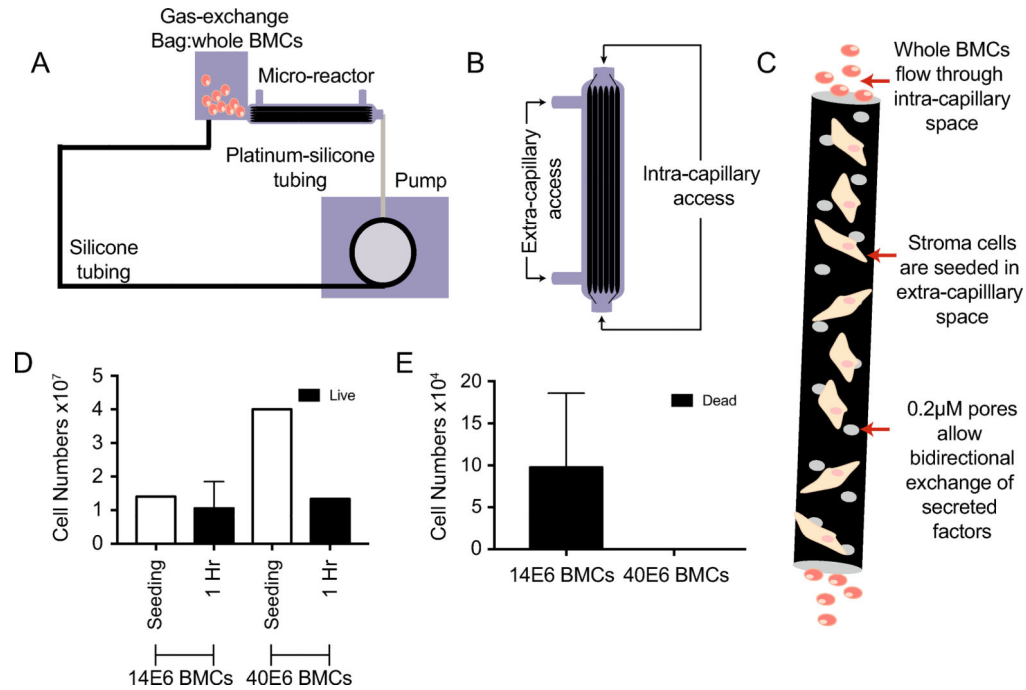 A
Gas-exchange
Bag:whole BMCs
Micro-reactor
Platinum-silicone
tubing
Pump
Silicone
tubing
B
Extra-capillary
access
Intra-capillary
access
C
Whole BMCs
flow through
intra-capillary
space
Stroma cells
are seeded in
extra-capilllary
space
0.2µM pores
allow
bidirectional
exchange of
secreted
factors
D
Cell Numbers x10⁷
5
4
3
2
1
0
Live
Seeding
1 Hr
Seeding
1 Hr
14E6 BMCs
40E6 BMCs
E
Cell Numbers x10⁴
20
15
10
5
0
Dead
14E6 BMCs
40E6 BMCs